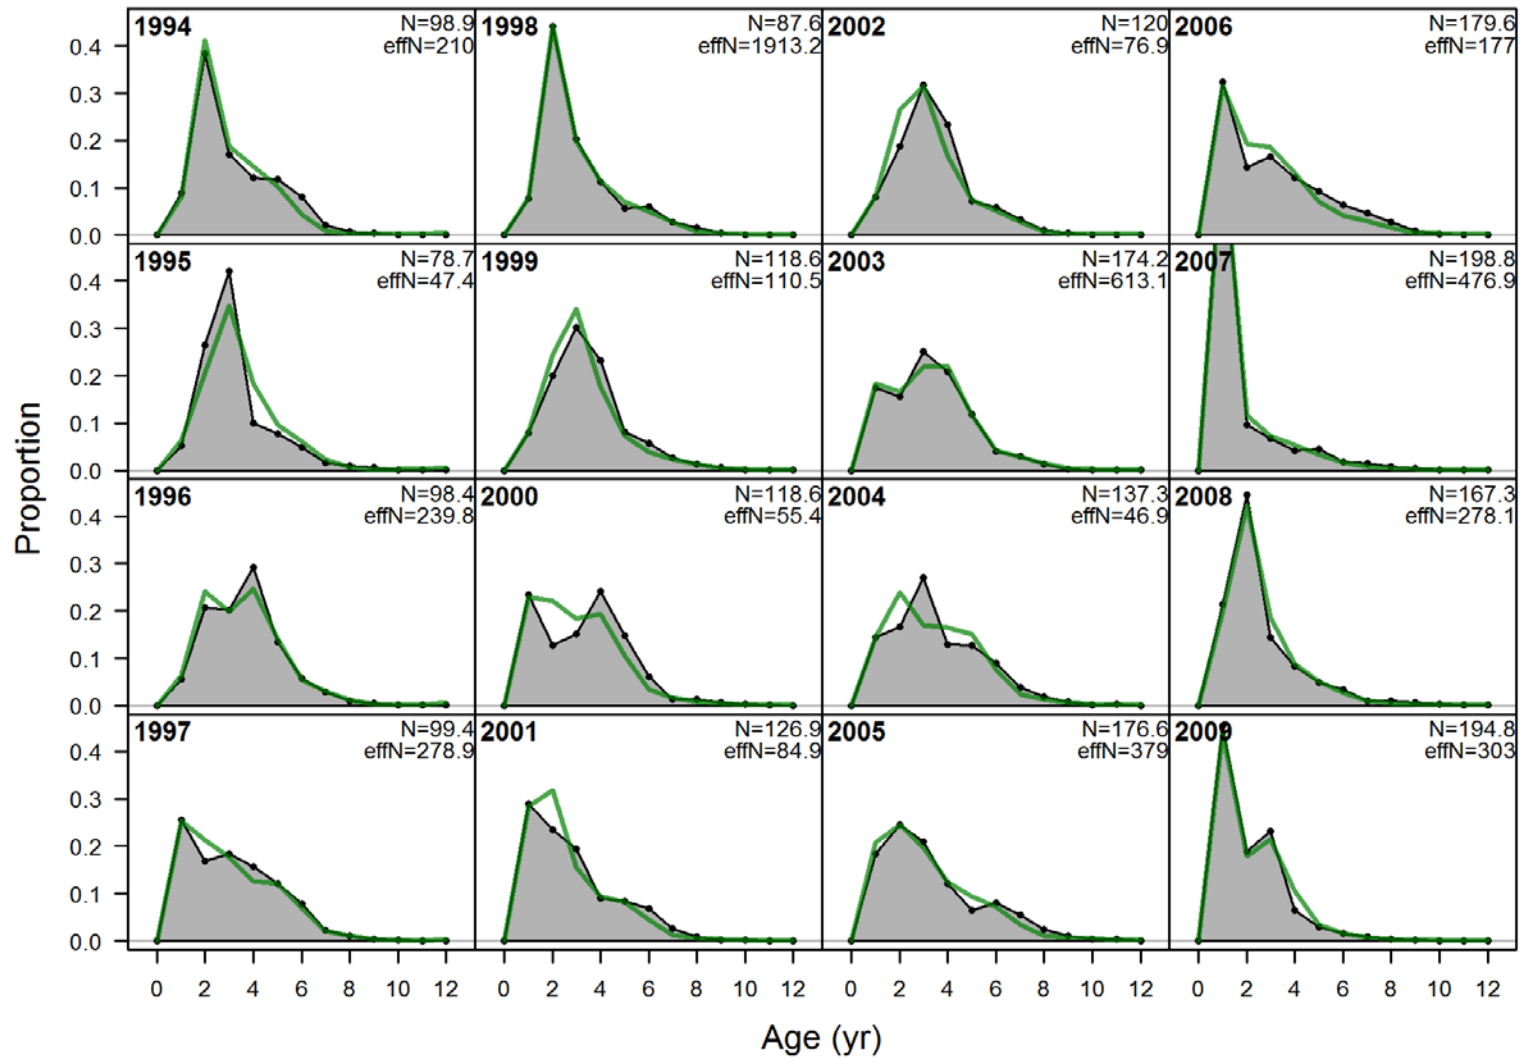 1994 N=98.9
effN=210
1998 N=87.6
effN=1913.2
2002 N=120
effN=76.9
2006 N=179.6
effN=177
0.4
0.3
0.2
0.1
0.0
1995 N=78.7
effN=47.4
1999 N=118.6
effN=110.5
2003 N=174.2
effN=613.1
2007 N=198.8
effN=476.9
0.4
0.3
0.2
0.1
0.0
1996 N=98.4
effN=239.8
2000 N=118.6
effN=55.4
2004 N=137.3
effN=46.9
2008 N=167.3
effN=278.1
0.4
0.3
0.2
0.1
0.0
1997 N=99.4
effN=278.9
2001 N=126.9
effN=84.9
2005 N=176.6
effN=379
2009 N=194.8
effN=303
0.4
0.3
0.2
0.1
0.0
0 2 4 6 8 10 12
0 2 4 6 8 10 12
0 2 4 6 8 10 12
0 2 4 6 8 10 12
Proportion
Age (yr)